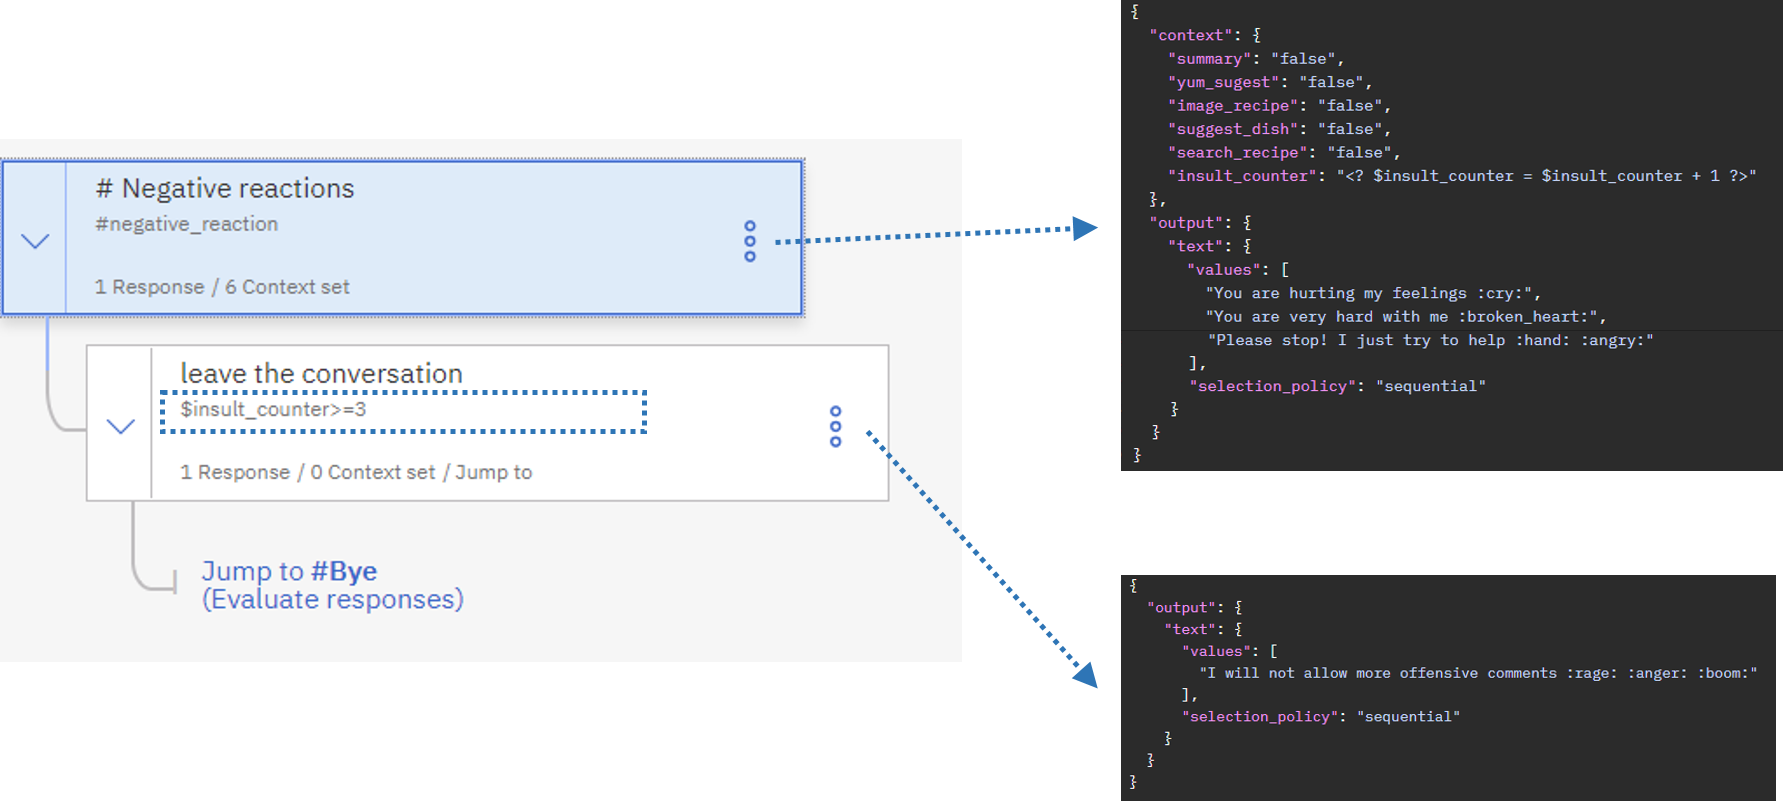 # Negative reactions
#negative_reaction
1 Response / 6 Context set
leave the conversation
$insult_counter>=3
1 Response / 0 Context set / Jump to
Jump to #Bye
(Evaluate responses)
{
"context": {
"summary": "false",
"yum_sugest": "false",
"image_recipe": "false",
"suggest_dish": "false",
"search_recipe": "false",
"insult_counter": "<? $insult_counter = $insult_counter + 1 ?>"
},
"output": {
"text": {
"values": [
"You are hurting my feelings :cry:",
"You are very hard with me :broken_heart:",
"Please stop! I just try to help :hand: :angry:"
],
"selection_policy": "sequential"
}
}
}
{
"output": {
"text": {
"values": [
"I will not allow more offensive comments :rage: :anger: :boom:"
],
"selection_policy": "sequential"
}
}
}